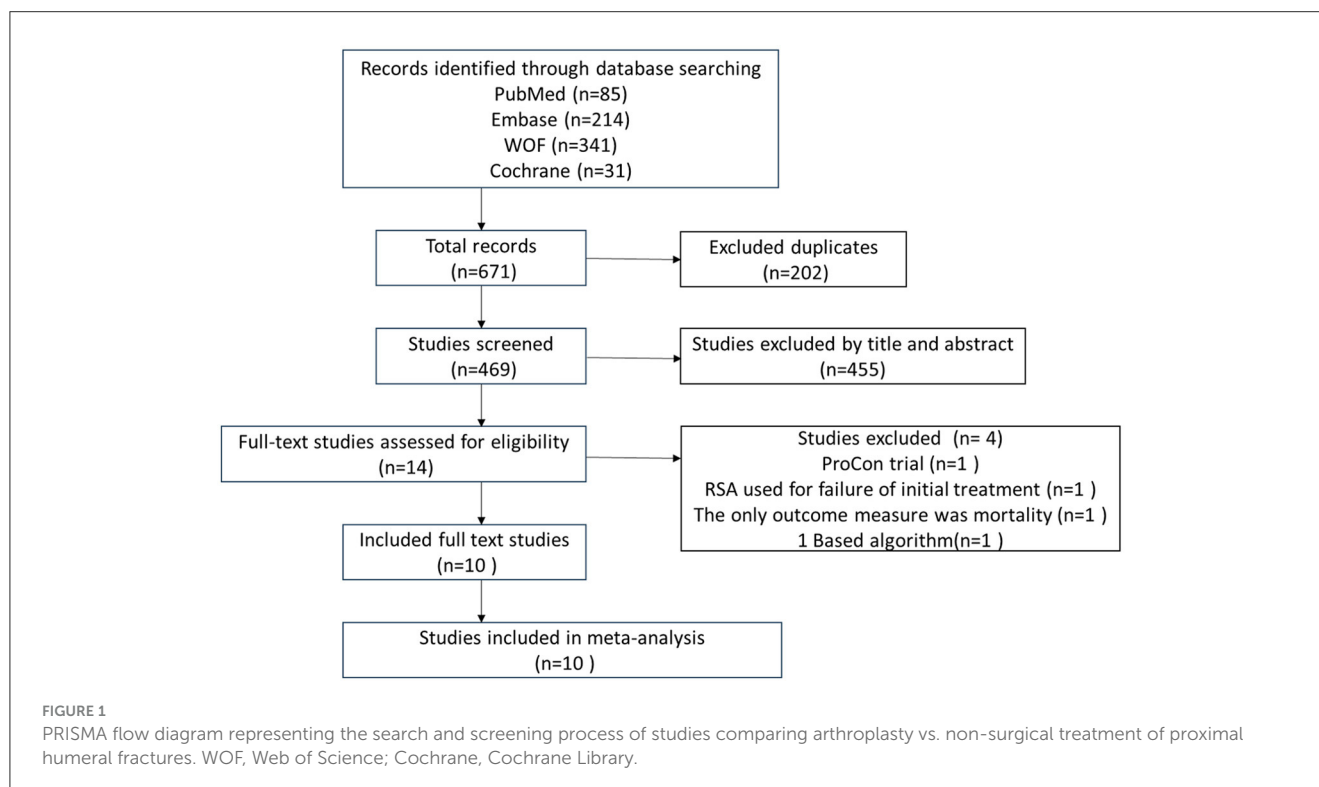 Records identified through database searching
PubMed (n=85)
Embase (n=214)
WOF (n=341)
Cochrane (n=31)
Total records
(n=671)
Excluded duplicates
(n=202)
Studies screened
(n=469)
Studies excluded by title and abstract
(n=455)
Full-text studies assessed for eligibility
(n=14)
Studies excluded  (n= 4)
ProCon trial (n=1 )
RSA used for failure of initial treatment (n=1 )
The only outcome measure was mortality (n=1 )
1 Based algorithm(n=1 )
Included full text studies
(n=10 )
Studies included in meta-analysis
(n=10 )
FIGURE 1
PRISMA flow diagram representing the search and screening process of studies comparing arthroplasty vs. non-surgical treatment of proximal
humeral fractures. WOF, Web of Science; Cochrane, Cochrane Library.